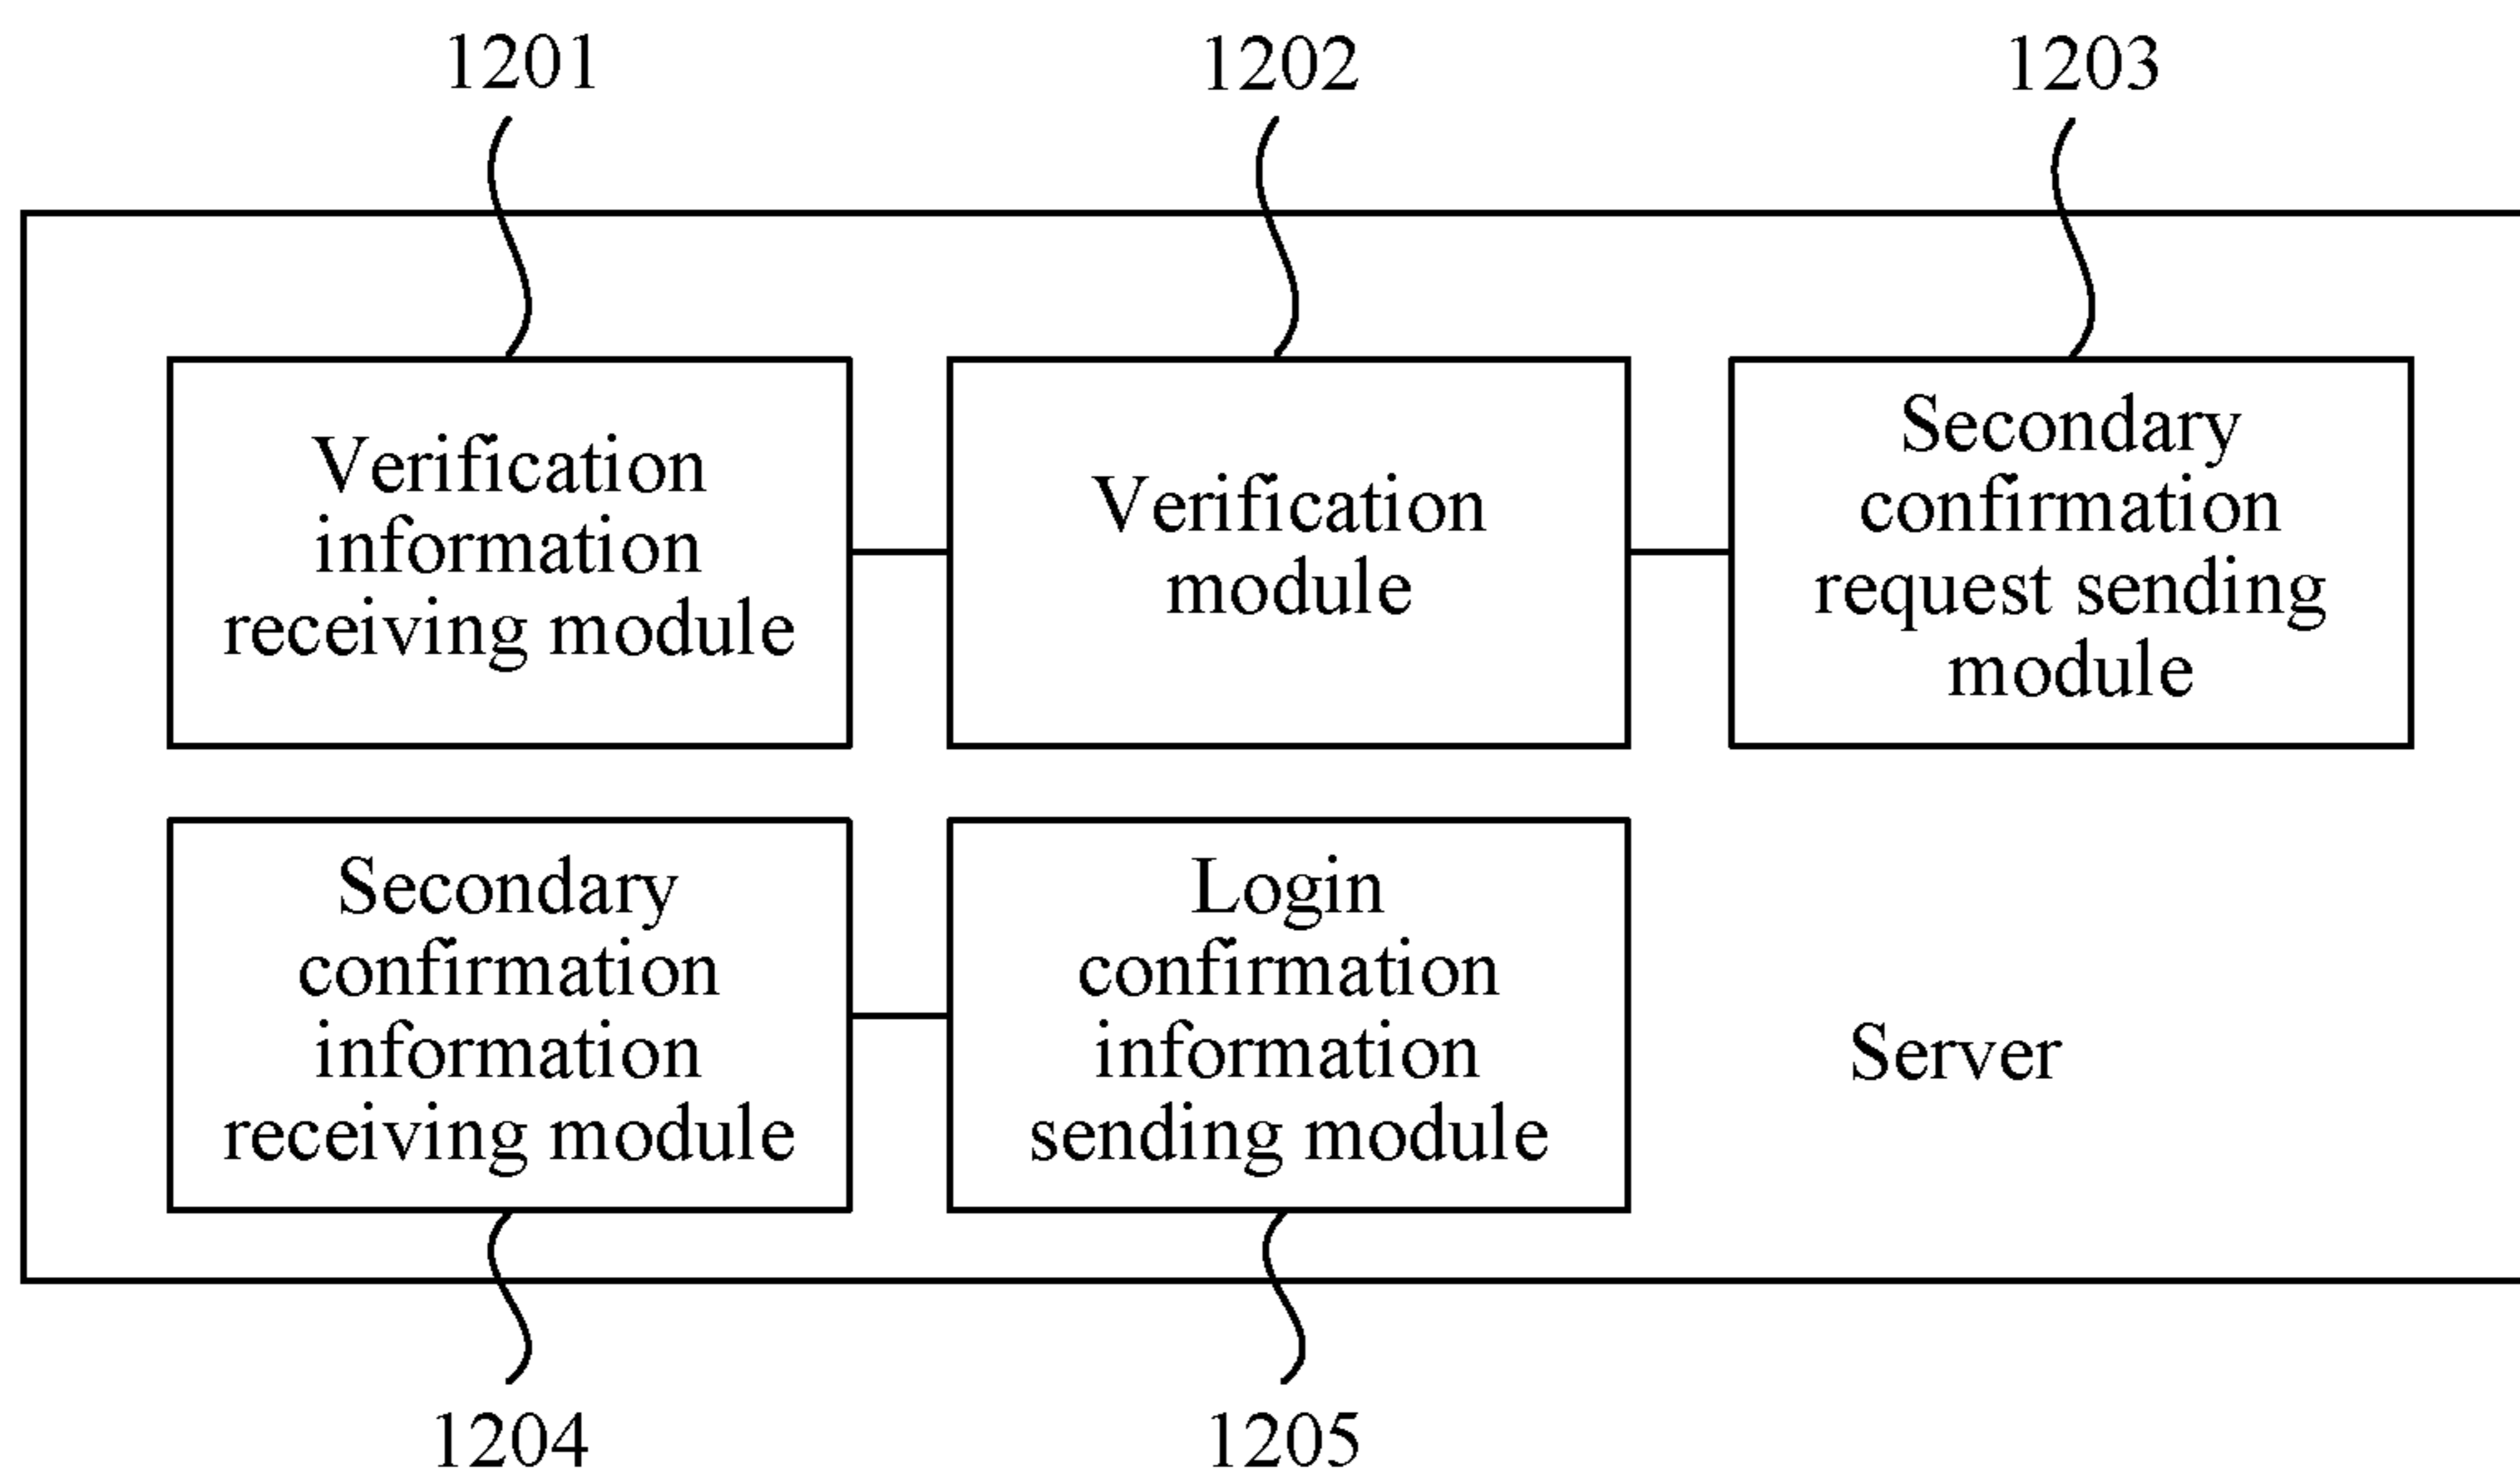 1201
1202
1203
Verification
information
receiving module
Verification
module
Secondary
confirmation
request sending
module
Secondary
confirmation
information
receiving module
Login
confirmation
information
sending module
Server
1204
1205